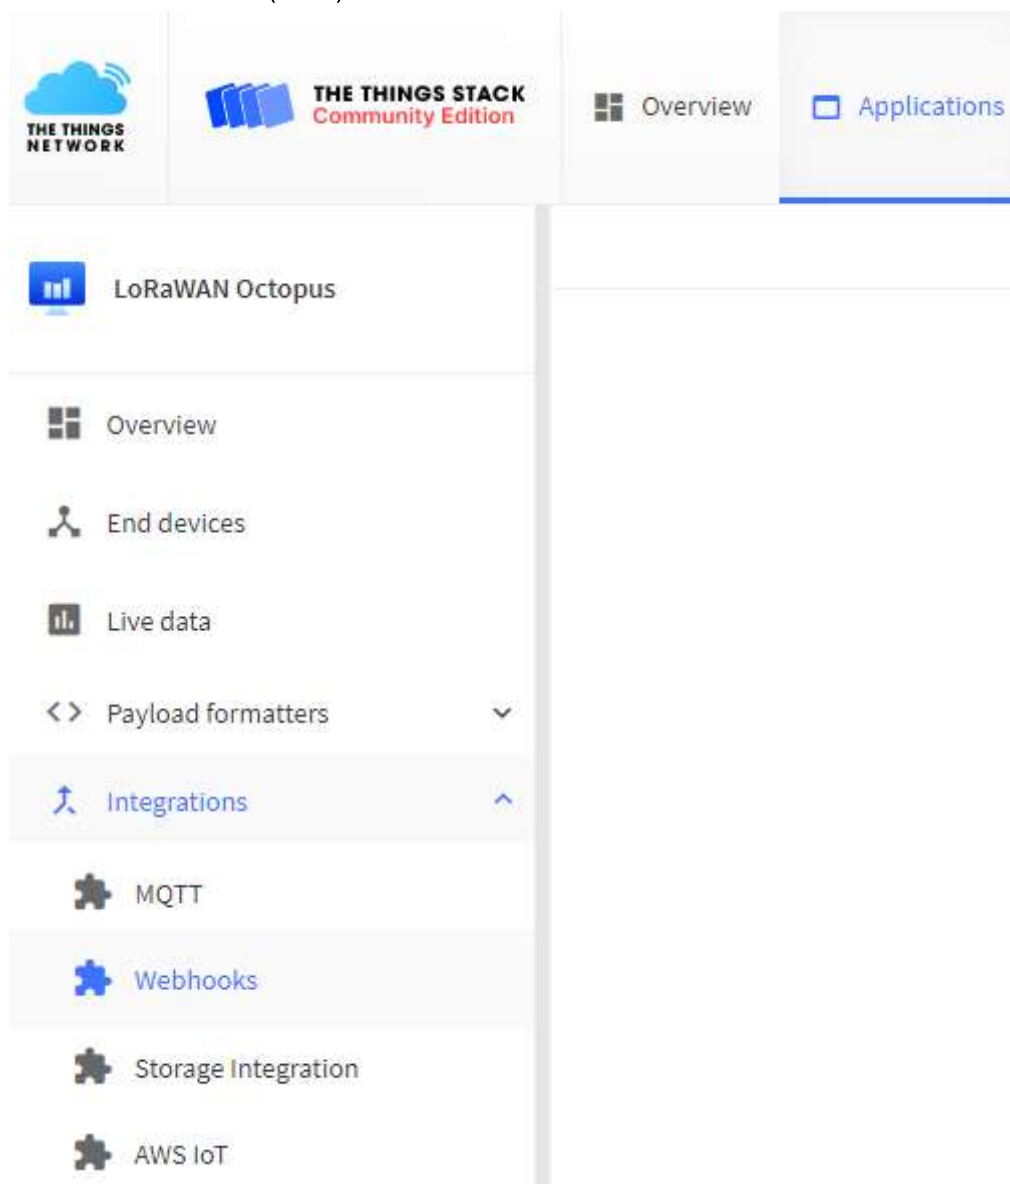 THE THINGS
NETWORK
THE THINGS STACK
Community Edition
Overview
Applications
LoRaWAN Octopus
Overview
End devices
Live data
Payload formatters
Integrations
MQTT
Webhooks
Storage Integration
AWS IoT